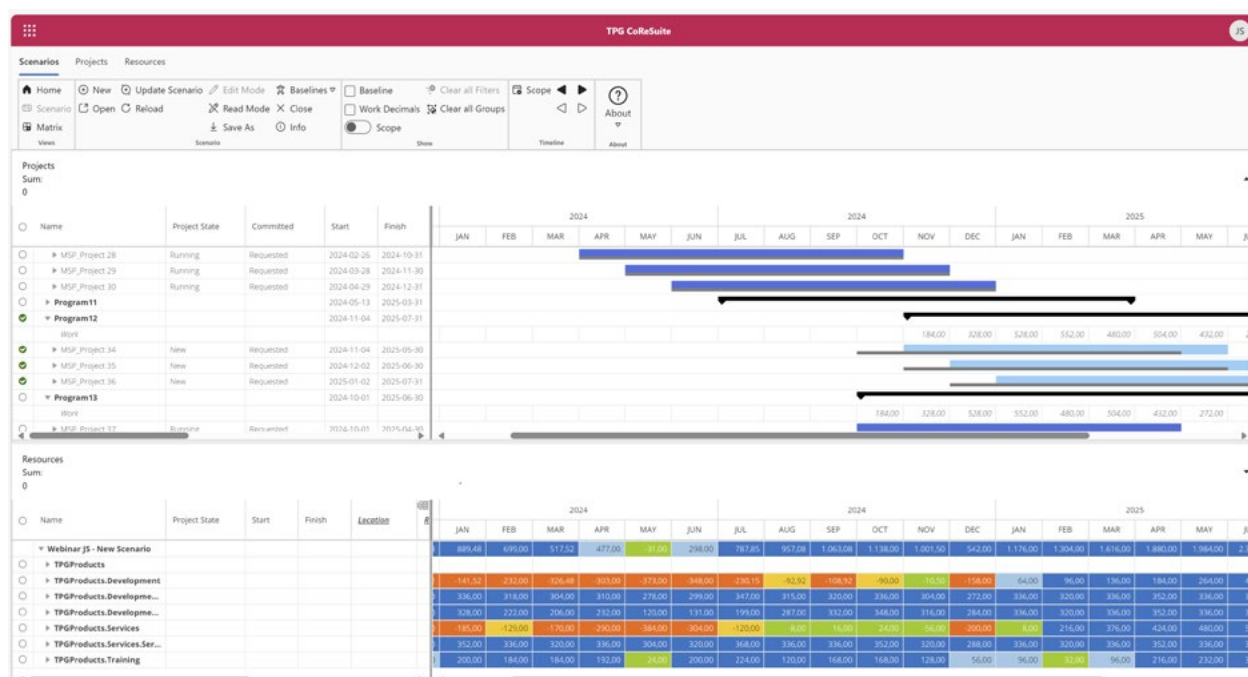 TPG CoReSuite
JS
Scenarios Projects Resources
Home New Update Scenario Edit Mode Baselines Baseline Clear all Filters Scope
Scenario Open Reload Read Mode Close Work Decimals Clear all Groups About
Matrix Save As Info Scope
Views Scenario Show Timeline About
Projects
Sum:
0
2024 2024 2025
Name Project State Committed Start Finish
JAN FEB MAR APR MAY JUN JUL AUG SEP OCT NOV DEC JAN FEB MAR APR MAY
MSP_Project 28 Running Requested 2024-02-26 2024-10-31
MSP_Project 29 Running Requested 2024-03-28 2024-11-30
MSP_Project 30 Running Requested 2024-04-29 2024-12-31
Program11 2024-05-13 2025-03-31
Program12 2024-11-04 2025-07-31
Work 184,00 328,00 528,00 552,00 480,00 504,00 432,00
MSP_Project 34 New Requested 2024-11-04 2025-05-30
MSP_Project 35 New Requested 2024-12-02 2025-06-30
MSP_Project 36 New Requested 2025-01-02 2025-07-31
Program13 2024-10-01 2025-06-30
Work 184,00 328,00 528,00 552,00 480,00 504,00 432,00 272,00
MSP_Project 37 Running Requested 2024-10-01 2025-04-30
Resources
Sum:
0
2024 2024 2025
Name Project State Start Finish Location
JAN FEB MAR APR MAY JUN JUL AUG SEP OCT NOV DEC JAN FEB MAR APR MAY
Webinar JS - New Scenario 889,48 695,00 517,52 477,00 -31,00 298,00 787,85 957,08 1.063,08 1.138,00 1.001,50 542,00 1.176,00 1.304,00 1.616,00 1.880,00 1.984,00
TPGProducts
TPGProducts.Development -141,52 -232,00 -326,48 -303,00 -373,00 -348,00 -230,15 -92,92 -108,92 -90,00 -10,50 -158,00 64,00 96,00 136,00 184,00 264,00
TPGProducts.Developme... 336,00 318,00 304,00 310,00 278,00 299,00 347,00 315,00 320,00 336,00 304,00 272,00 336,00 320,00 336,00 352,00 336,00
TPGProducts.Developme... 328,00 222,00 206,00 232,00 120,00 131,00 199,00 287,00 332,00 348,00 316,00 284,00 336,00 320,00 336,00 352,00 336,00
TPGProducts.Services -185,00 -129,00 -170,00 -290,00 -384,00 -304,00 -120,00 -8,00 16,00 24,00 -56,00 -200,00 8,00 216,00 376,00 424,00 480,00
TPGProducts.Services.Ser... 352,00 336,00 320,00 336,00 304,00 320,00 368,00 336,00 336,00 352,00 320,00 288,00 336,00 320,00 336,00 352,00 336,00
TPGProducts.Training 200,00 184,00 184,00 192,00 24,00 200,00 224,00 120,00 168,00 168,00 128,00 56,00 96,00 32,00 96,00 216,00 232,00